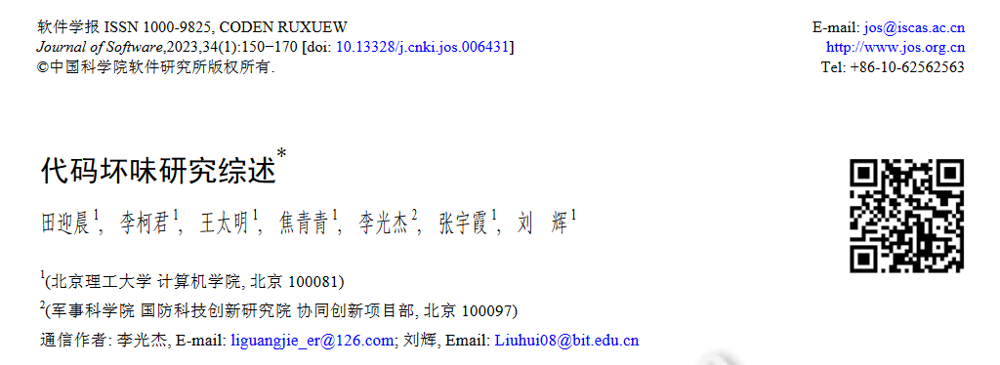 软件学报 ISSN 1000-9825, CODEN RUXUEW
E-mail: jos@iscas.ac.cn
Journal of Software,2023,34(1):150−170 [doi: 10.13328/j.cnki.jos.006431]
http://www.jos.org.cn
©中国科学院软件研究所版权所有.
Tel: +86-10-62562563
代码坏味研究综述*
田迎晨1, 李柯君1, 王太明1, 焦青青1, 李光杰2, 张宇霞1, 刘 辉1
1(北京理工大学 计算机学院, 北京 100081)
2(军事科学院 国防科技创新研究院 协同创新项目部, 北京 100097)
通信作者: 李光杰, E-mail: liguangjie_er@126.com; 刘辉, Email: Liuhui08@bit.edu.cn